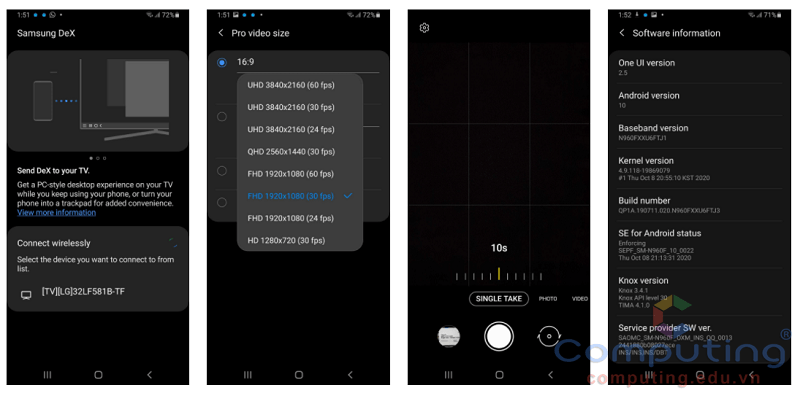 1:51
72%
Samsung DeX
Send DeX to your TV.
Get a PC-style desktop experience on your TV
while you keep using your phone, or turn your
phone into a trackpad for added convenience.
View more information
Connect wirelessly
Select the device you want to connect to from
list.
[TV][LG]32LF581B-TF
1:51
72%
Pro video size
16:9
UHD 3840x2160 (60 fps)
UHD 3840x2160 (30 fps)
UHD 3840x2160 (24 fps)
QHD 2560x1440 (30 fps)
FHD 1920x1080 (60 fps)
FHD 1920x1080 (30 fps)
FHD 1920x1080 (24 fps)
HD 1280x720 (30 fps)
10s
SINGLE TAKE
PHOTO
VIDEO
1:52
71%
Software information
One UI version
2.5
Android version
10
Baseband version
N960FXXU6FTJ1
Kernel version
4.9.118-19869079
#1 Thu Oct 8 20:55:10 KST 2020
Build number
QP1A.190711.020.N960FXXU6FTJ3
SE for Android status
Enforcing
SEPF_SM-N960F_10_0022
Thu Oct 08 21:13:31 2020
Knox version
Knox 3.4.1
Knox API level 30
TIMA 4.1.0
Service provider SW ver.
SAOMC_SM-N960F_OXM_INS_QQ_0013
INS/INS/INS/DBT
Computing
®
computing.edu.vn